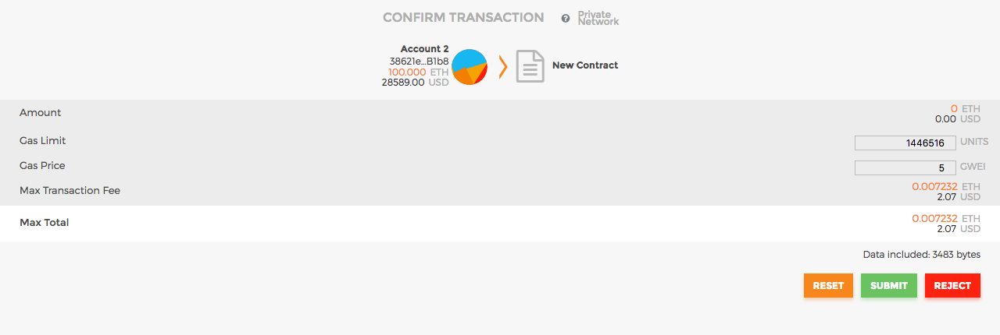 CONFIRM TRANSACTION
Private
Network
Account 2
38621e...B1b8
100.000 ETH
28589.00 USD
New Contract
Amount
0 ETH
0.00 USD
Gas Limit
1446516 UNITS
Gas Price
5 GWEI
Max Transaction Fee
0.007232 ETH
2.07 USD
Max Total
0.007232 ETH
2.07 USD
Data included: 3483 bytes
RESET
SUBMIT
REJECT